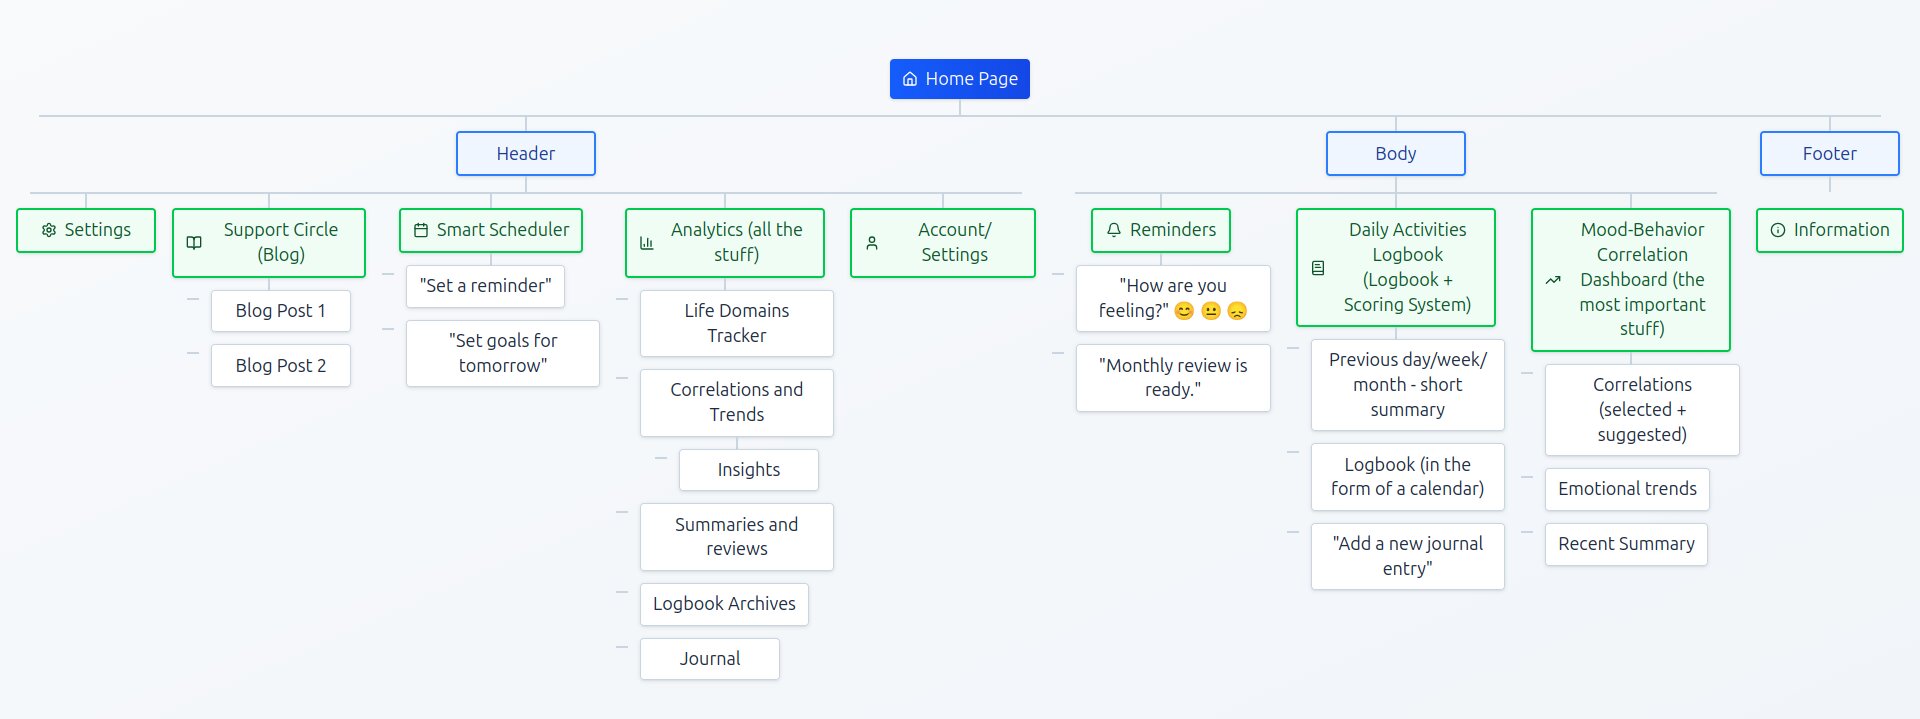 Home Page
Header
Body
Footer
Settings
Support Circle
(Blog)
Blog Post 1
Blog Post 2
Smart Scheduler
"Set a reminder"
"Set goals for
tomorrow"
Analytics (all the
stuff)
Life Domains
Tracker
Correlations and
Trends
Insights
Summaries and
reviews
Logbook Archives
Journal
Account/
Settings
Reminders
"How are you
feeling?" 😊 😐 😞
"Monthly review is
ready."
Daily Activities
Logbook
(Logbook +
Scoring System)
Previous day/week/
month - short
summary
Logbook (in the
form of a calendar)
"Add a new journal
entry"
Mood-Behavior
Correlation
Dashboard (the
most important
stuff)
Correlations
(selected +
suggested)
Emotional trends
Recent Summary
Information